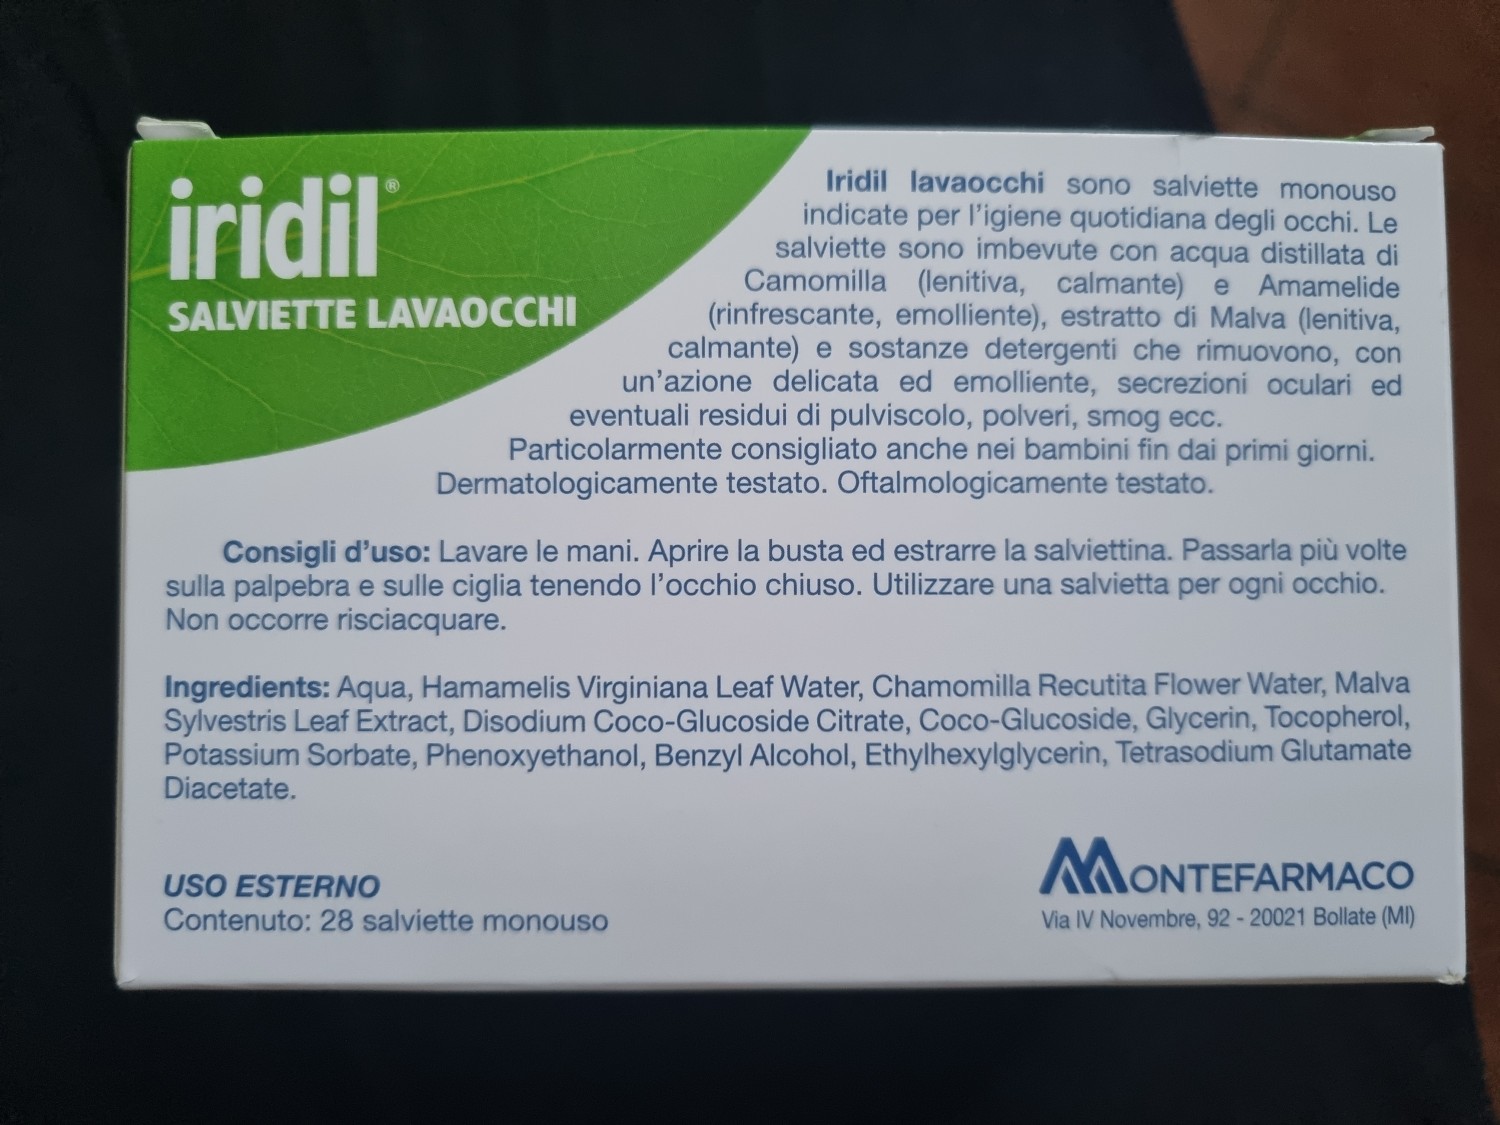 iridil®
SALVIETTE LAVAOCCHI
Iridil lavaocchi sono salviette monouso
indicate per l'igiene quotidiana degli occhi. Le
salviette sono imbevute con acqua distillata di
Camomilla (lenitiva, calmante) e Amamelide
(rinfrescante, emolliente), estratto di Malva (lenitiva,
calmante) e sostanze detergenti che rimuovono, con
un'azione delicata ed emolliente, secrezioni oculari ed
eventuali residui di pulviscolo, polveri, smog ecc.
Particolarmente consigliato anche nei bambini fin dai primi giorni.
Dermatologicamente testato. Oftalmologicamente testato.
Consigli d'uso: Lavare le mani. Aprire la busta ed estrarre la salviettina. Passarla più volte
sulla palpebra e sulle ciglia tenendo l'occhio chiuso. Utilizzare una salvietta per ogni occhio.
Non occorre risciacquare.
Ingredients: Aqua, Hamamelis Virginiana Leaf Water, Chamomilla Recutita Flower Water, Malva
Sylvestris Leaf Extract, Disodium Coco-Glucoside Citrate, Coco-Glucoside, Glycerin, Tocopherol,
Potassium Sorbate, Phenoxyethanol, Benzyl Alcohol, Ethylhexylglycerin, Tetrasodium Glutamate
Diacetate.
USO ESTERNO
Contenuto: 28 salviette monouso
MONTEFARMACO
Via IV Novembre, 92 - 20021 Bollate (MI)